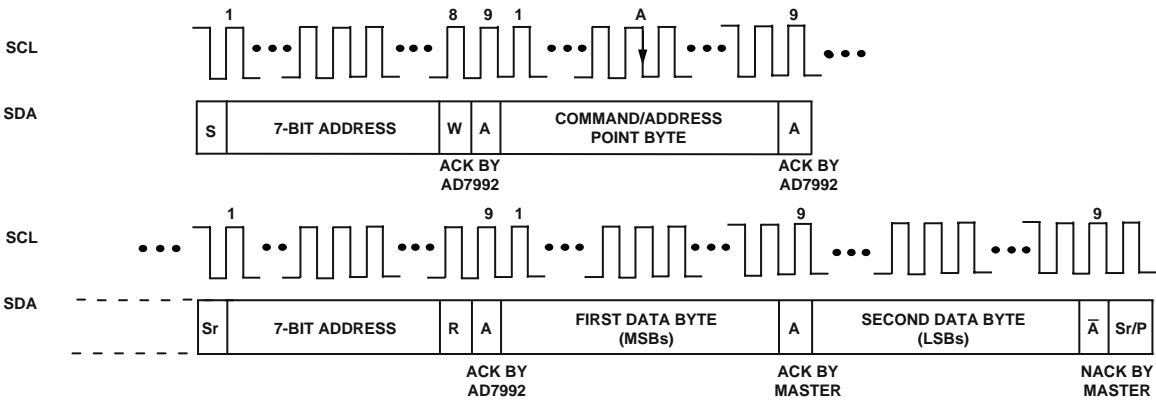 1 8 9 1 A 9
SCL
SDA
S 7-BIT ADDRESS W A COMMAND/ADDRESS POINT BYTE A
ACK BY AD7992 ACK BY AD7992
1 9 1 9 9
SCL
SDA
Sr 7-BIT ADDRESS R A FIRST DATA BYTE (MSBs) A SECOND DATA BYTE (LSBs) A̅ Sr/P
ACK BY AD7992 ACK BY MASTER NACK BY MASTER